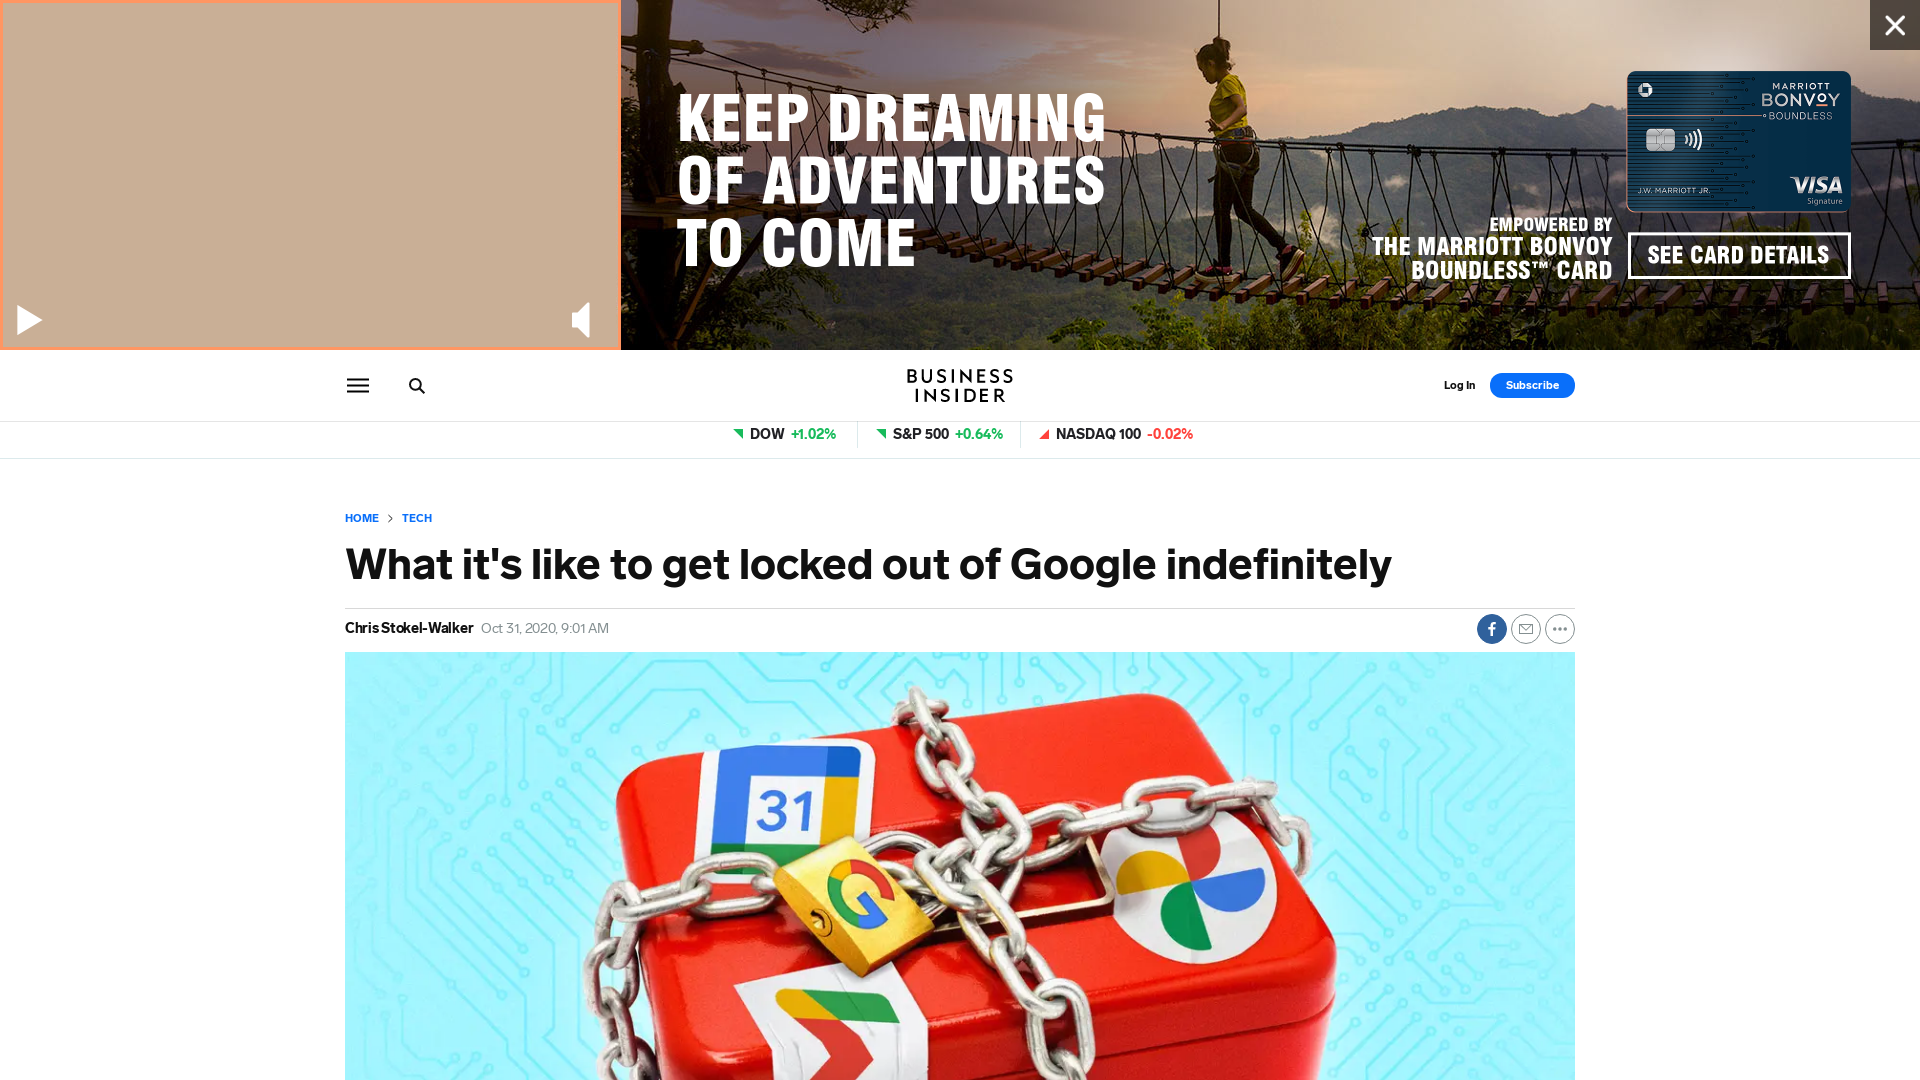 KEEP DREAMING
OF ADVENTURES
TO COME
MARRIOTT
BONVOY
BOUNDLESS
J.W. MARRIOTT JR.
VISA
Signature
EMPOWERED BY
THE MARRIOTT BONVOY
BOUNDLESS™ CARD
SEE CARD DETAILS
BUSINESS
INSIDER
Log In
Subscribe
DOW +1.02% S&P 500 +0.64% NASDAQ 100 -0.02%
HOME > TECH
What it's like to get locked out of Google indefinitely
Chris Stokel-Walker Oct 31, 2020, 9:01 AM
31
G